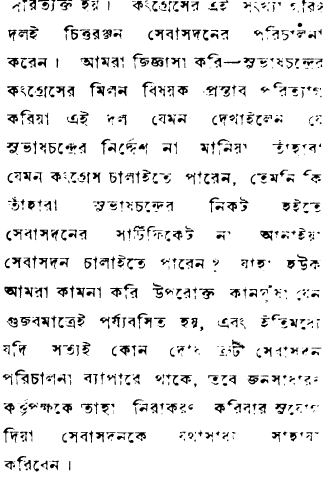 পরিত্যক্ত হয়। কংগ্রেসের এই সংখ্যা
দলই চিত্তরঞ্জন সেবাসদনের পরিচালনা
করেন। আমরা জিজ্ঞাসা করি—সুভাষচন্দ্রের
কংগ্রেসের মিলন বিষয়ক প্রস্তাব পরিত্যাগ
করিয়া এই দল যেমন দেখাইলেন যে
সুভাষচন্দ্রের নির্দ্দেশ না মানিয়া তাঁহারা
যেমন কংগ্রেস চালাইতে পারেন, তেমনি কি
তাঁহারা সুভাষচন্দ্রের নিকট হইতে
সেবাসদনের সার্টিফিকেট না আনাইয়া
সেবাসদন চালাইতে পারেন? যাহা হউক
আমরা কামনা করি উপরোক্ত কানাঘুষা যেন
গুজবমাত্রেই পর্য্যবসিত হয়, এবং ইতিমধ্যে
যদি সত্যই কোন দোষ ত্রুটী সেবাসদন
পরিচালনা ব্যাপারে থাকে, তবে জনসাধারণ
কর্তৃপক্ষকে তাহা নিরাকরণ করিবার সুযোগ
দিয়া সেবাসদনকে যথাসাধ্য সাহায্য
করিবেন।